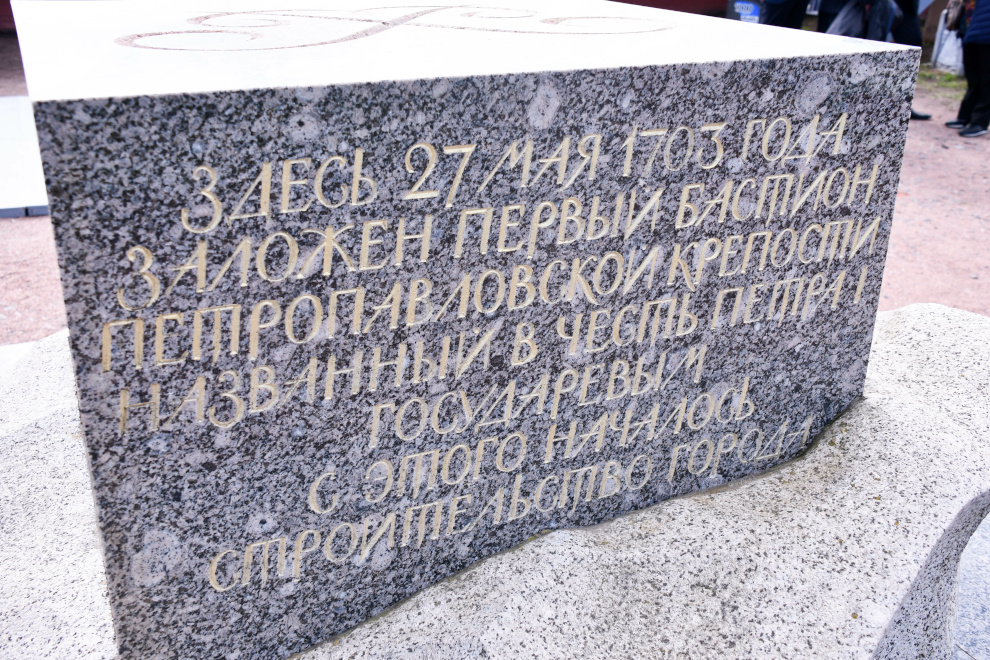 ЗДЕСЬ 27 МАЯ 1703 ГОДА
ЗАЛОЖЕН ПЕРВЫЙ БАСТИОН
ПЕТРОПАВЛОВСКОЙ КРЕПОСТИ
НАЗВАННЫЙ В ЧЕСТЬ ПЕТРА I
ГОСУДАРЕВЫМ
С ЭТОГО НАЧАЛОСЬ
СТРОИТЕЛЬСТВО ГОРОДА